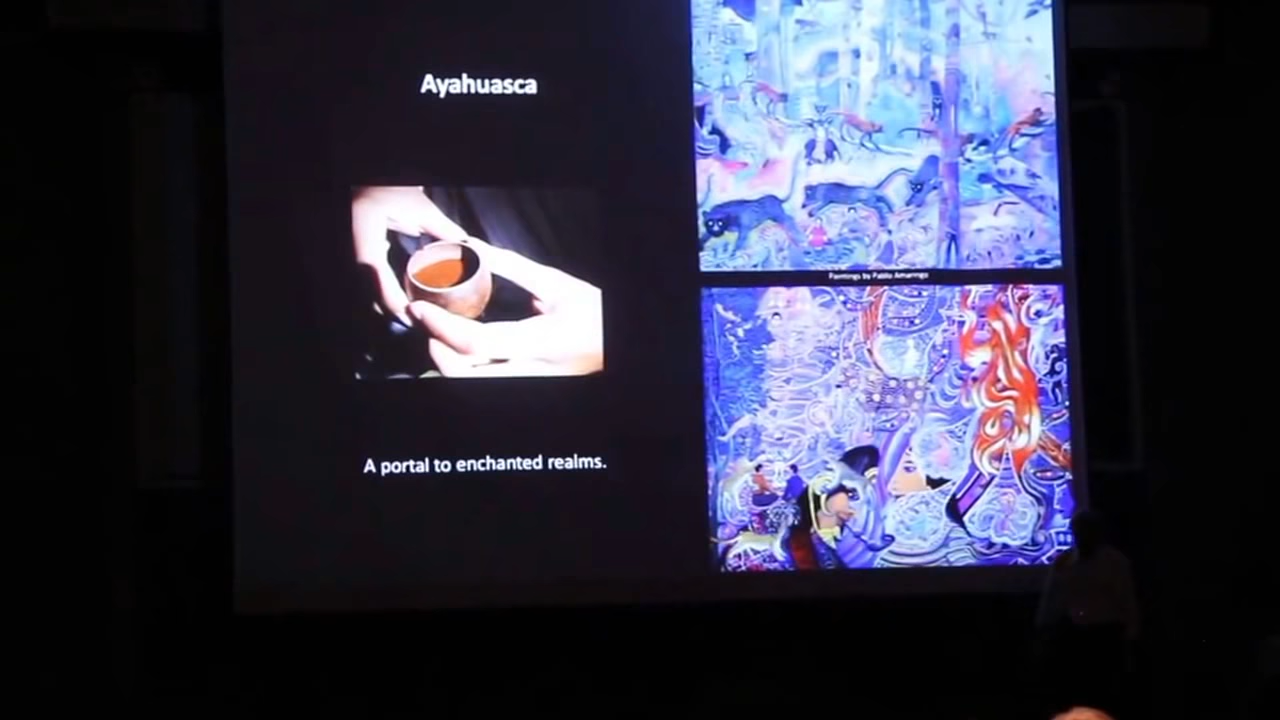 Ayahuasca
A portal to enchanted realms.
Paintings by Pablo Amaringo